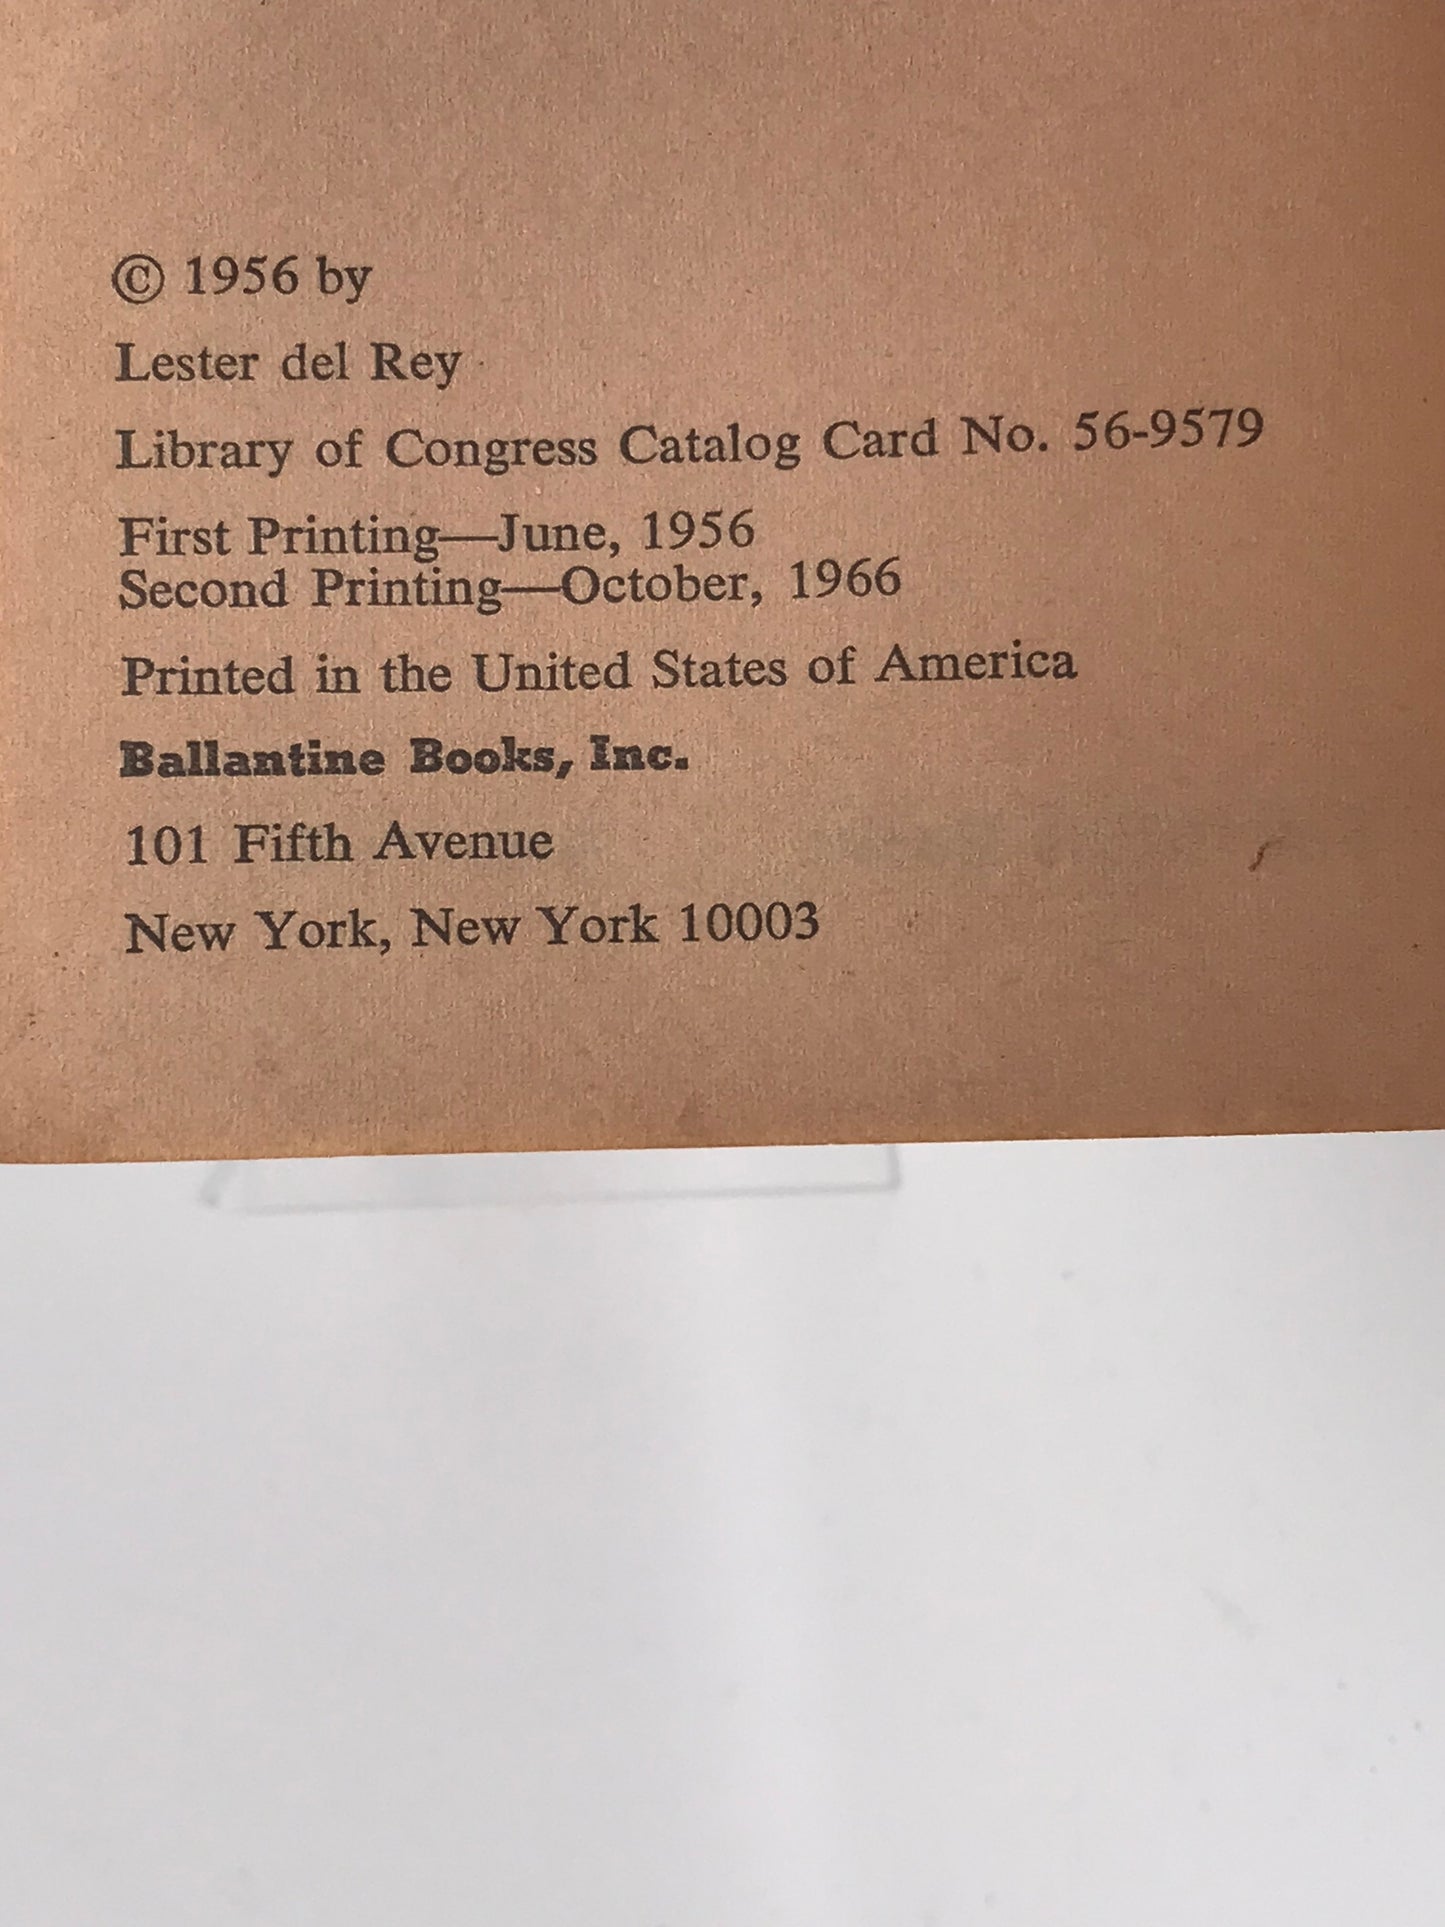 © 1956 by
Lester del Rey
Library of Congress Catalog Card No. 56-9579
First Printing—June, 1956
Second Printing—October, 1966
Printed in the United States of America
Ballantine Books, Inc.
101 Fifth Avenue
New York, New York 10003